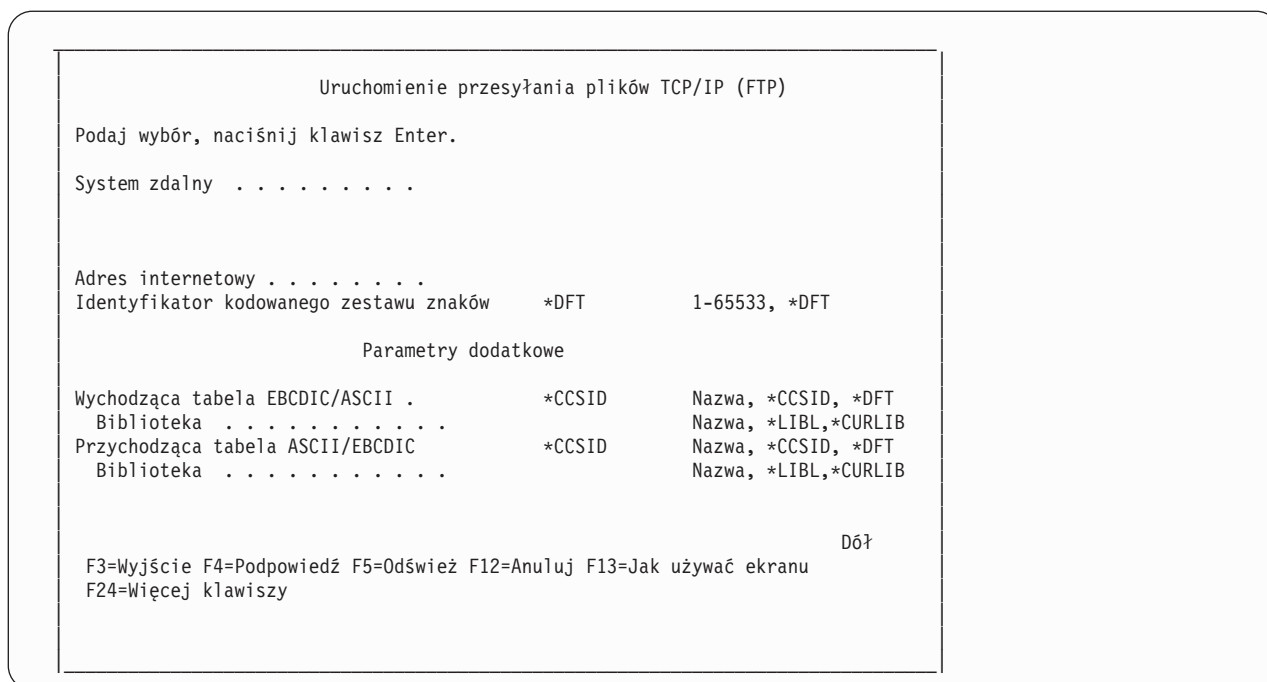 Uruchomienie przesyłania plików TCP/IP (FTP)
Podaj wybór, naciśnij klawisz Enter.
System zdalny . . . . . . . . .
Adres internetowy . . . . . . . .
Identyfikator kodowanego zestawu znaków *DFT 1-65533, *DFT
Parametry dodatkowe
Wychodząca tabela EBCDIC/ASCII . *CCSID Nazwa, *CCSID, *DFT
Biblioteka . . . . . . . . . . . Nazwa, *LIBL,*CURLIB
Przychodząca tabela ASCII/EBCDIC *CCSID Nazwa, *CCSID, *DFT
Biblioteka . . . . . . . . . . . Nazwa, *LIBL,*CURLIB
Dół
F3=Wyjście F4=Podpowiedź F5=Odśwież F12=Anuluj F13=Jak używać ekranu
F24=Więcej klawiszy